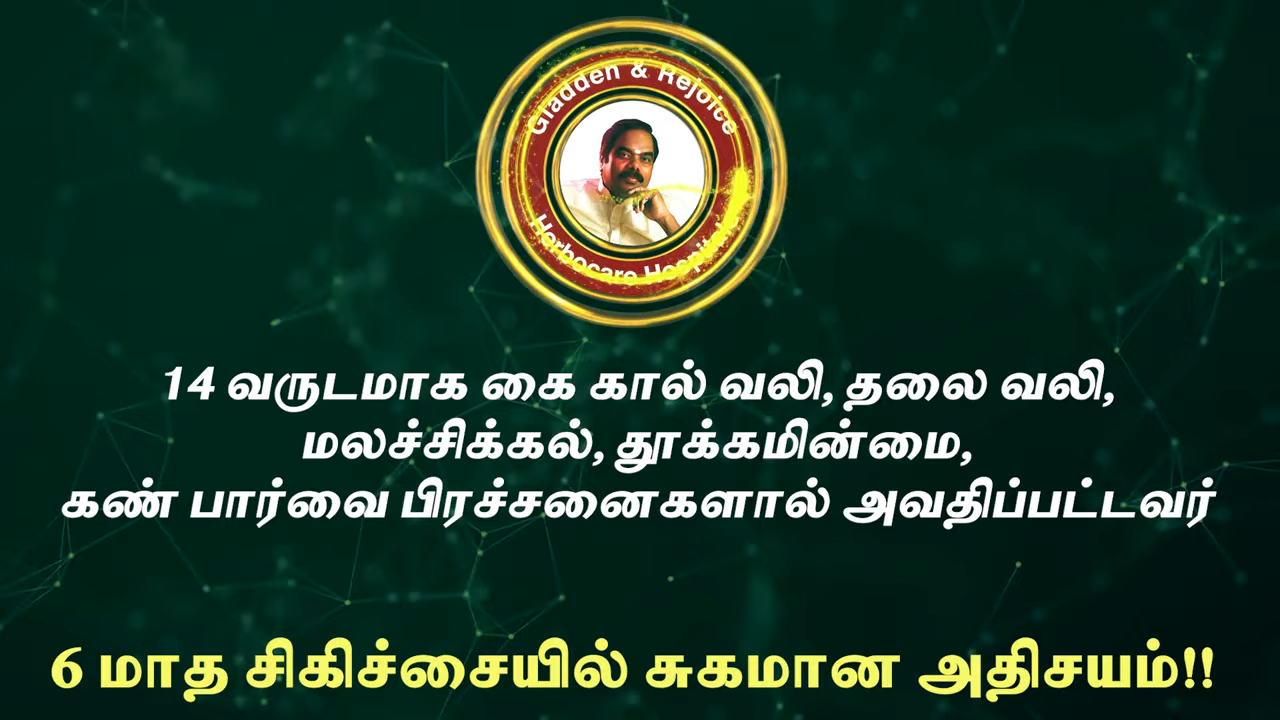 Gladden & Rejoice
Herbocare Hospital
14 வருடமாக கை கால் வலி, தலை வலி,
மலச்சிக்கல், தூக்கமின்மை,
கண் பார்வை பிரச்சனைகளால் அவதிப்பட்டவர்
6 மாத சிகிச்சையில் சுகமான அதிசயம்!!